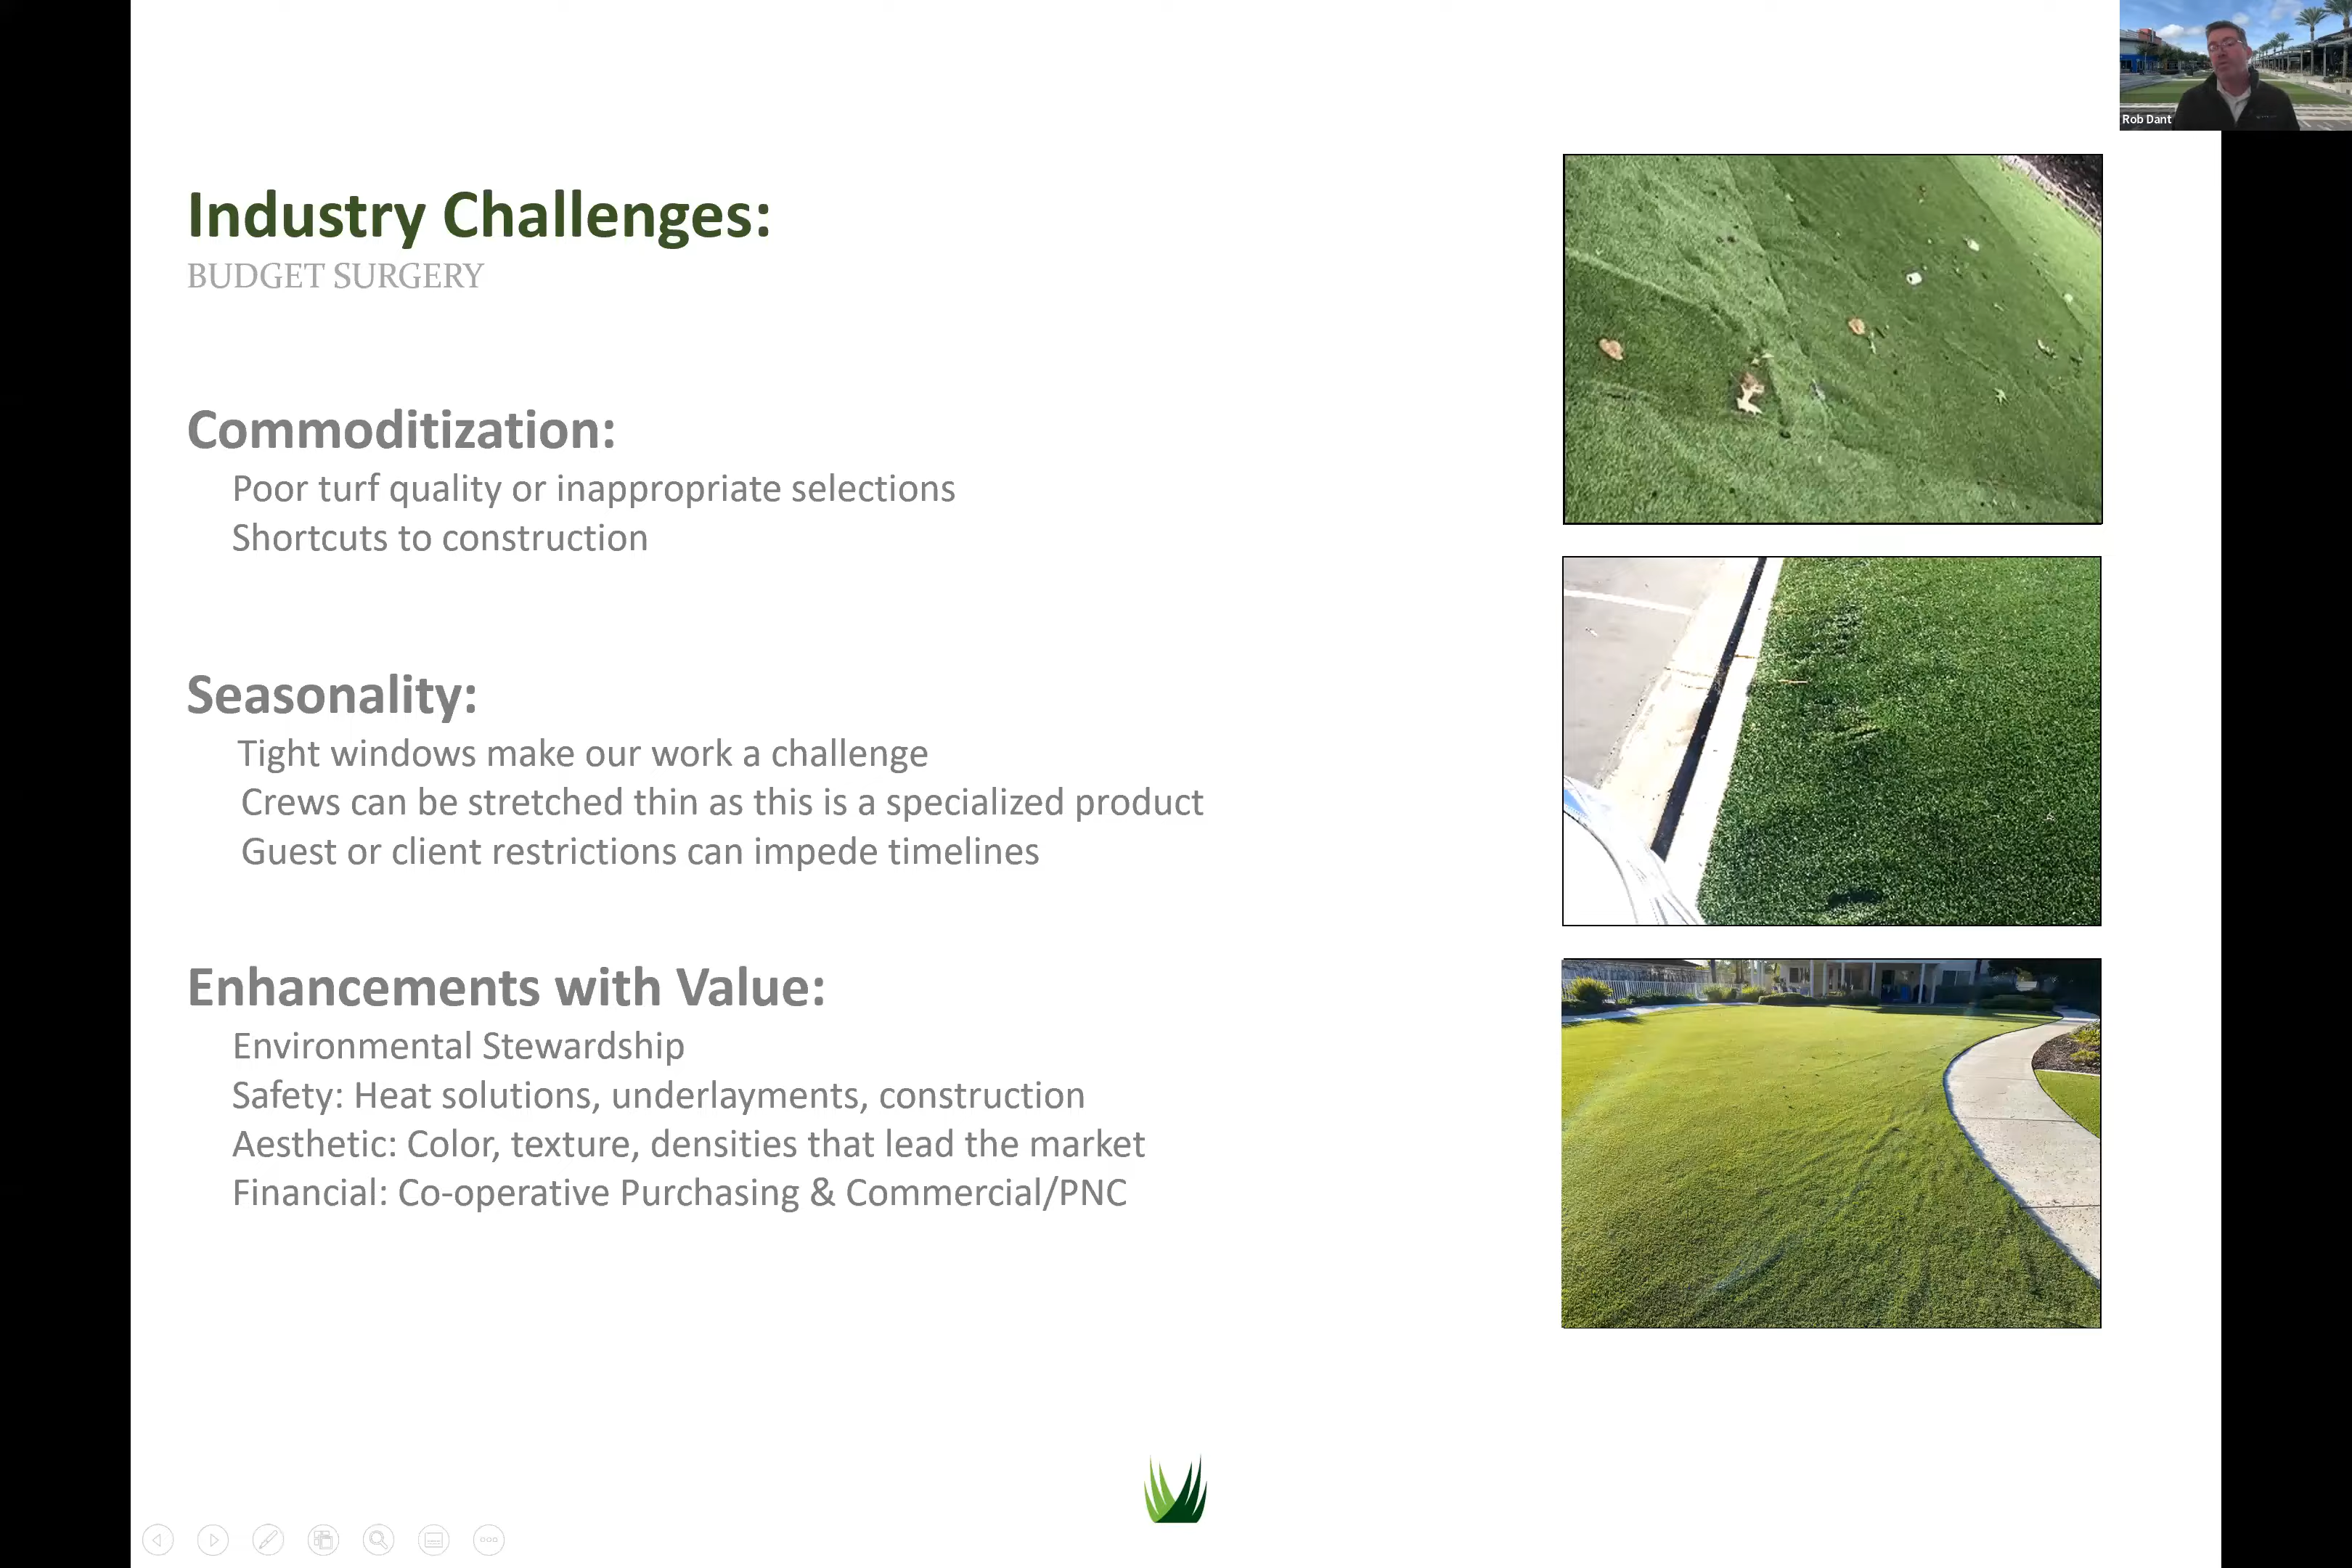 Rob Dant
Industry Challenges:
BUDGET SURGERY
Commoditization:
Poor turf quality or inappropriate selections
Shortcuts to construction
Seasonality:
Tight windows make our work a challenge
Crews can be stretched thin as this is a specialized product
Guest or client restrictions can impede timelines
Enhancements with Value:
Environmental Stewardship
Safety: Heat solutions, underlayments, construction
Aesthetic: Color, texture, densities that lead the market
Financial: Co-operative Purchasing & Commercial/PNC